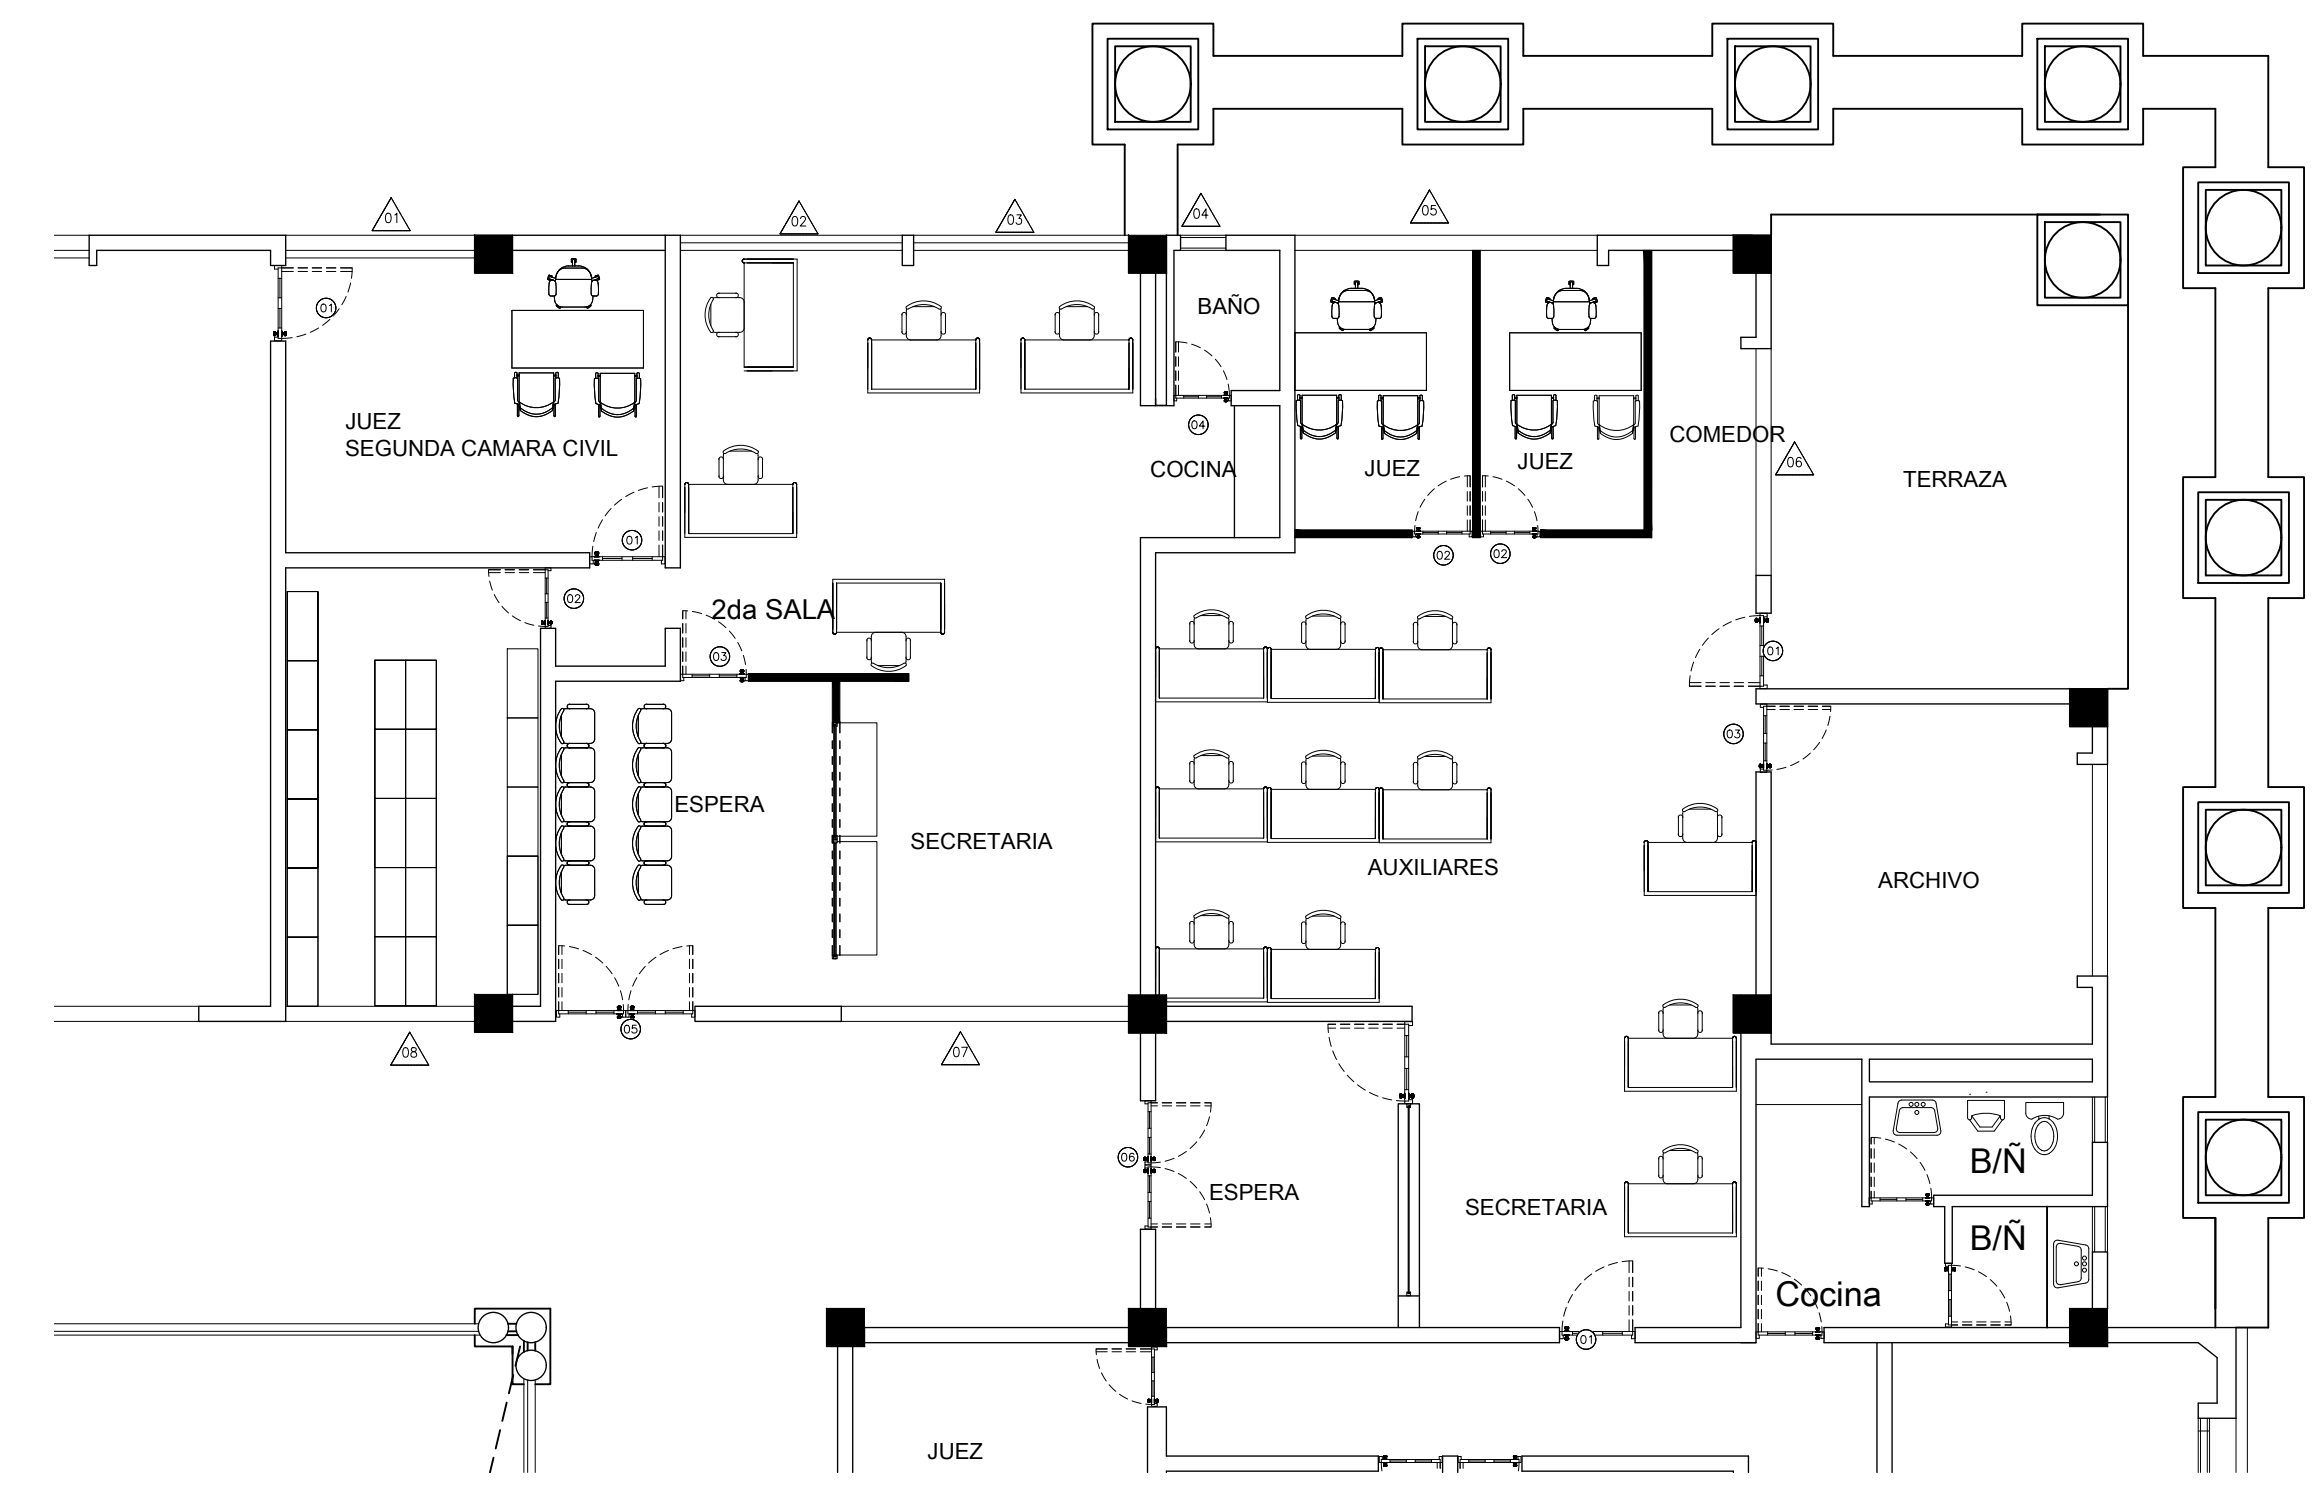 01
02
03
04
05
01
BAÑO
JUEZ
SEGUNDA CAMARA CIVIL
04
COCINA
JUEZ
JUEZ
COMEDOR
06
TERRAZA
01
02
02
02
2da SALA
03
01
03
ESPERA
SECRETARIA
AUXILIARES
ARCHIVO
05
08
07
06
ESPERA
SECRETARIA
B/Ñ
B/Ñ
Cocina
01
JUEZ